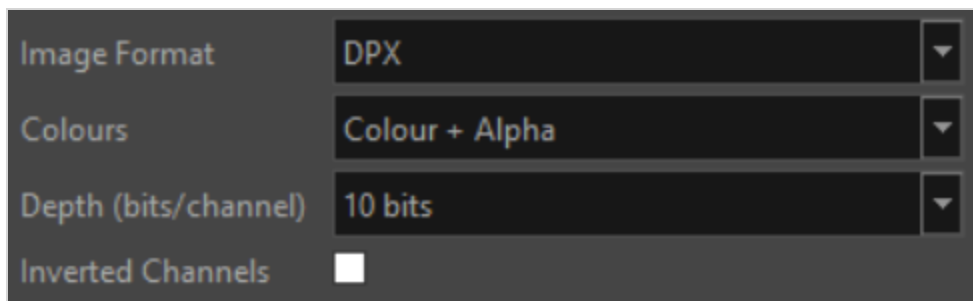 Image Format DPX
Colours Colour + Alpha
Depth (bits/channel) 10 bits
Inverted Channels